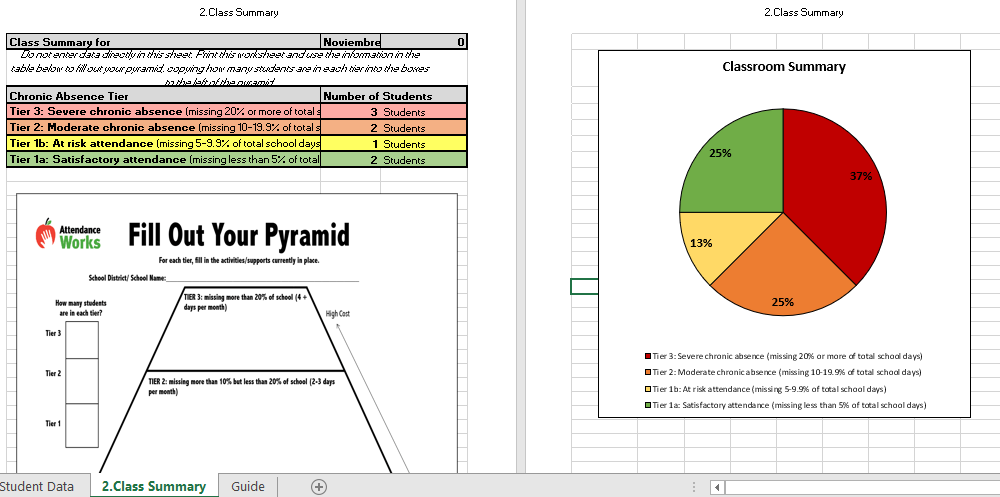 2.Class Summary
Class Summary for Noviembre 0
Do not enter data directly in this sheet. Print this worksheet and use the information in the
table below to fill out your pyramid, copying how many students are in each tier into the boxes
to the left of the pyramid.
Chronic Absence Tier Number of Students
Tier 3: Severe chronic absence (missing 20% or more of total s 3 Students
Tier 2: Moderate chronic absence (missing 10-19.9% of total s 2 Students
Tier 1b: At risk attendance (missing 5-9.9% of total school days 1 Students
Tier 1a: Satisfactory attendance (missing less than 5% of total 2 Students
Attendance
Works
Fill Out Your Pyramid
For each tier, fill in the activities/supports currently in place.
School District/ School Name:
How many students
are in each tier?
Tier 3
Tier 2
Tier 1
TIER 3: missing more than 20% of school (4 +
days per month)
High Cost
TIER 2: missing more than 10% but less than 20% of school (2-3 days
per month)
2.Class Summary
Classroom Summary
25%
37%
13%
25%
Tier 3: Severe chronic absence (missing 20% or more of total school days)
Tier 2: Moderate chronic absence (missing 10-19.9% of total school days)
Tier 1b: At risk attendance (missing 5-9.9% of total school days)
Tier 1a: Satisfactory attendance (missing less than 5% of total school days)
Student Data 2.Class Summary Guide